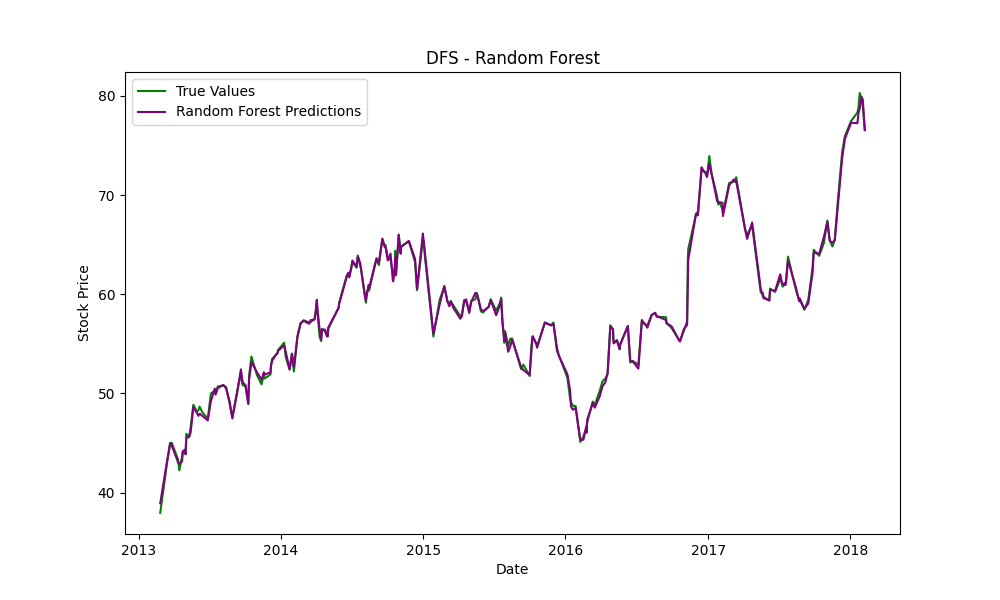 DFS - Random Forest
True Values
Random Forest Predictions
80
70
60
50
40
Stock Price
2013 2014 2015 2016 2017 2018
Date